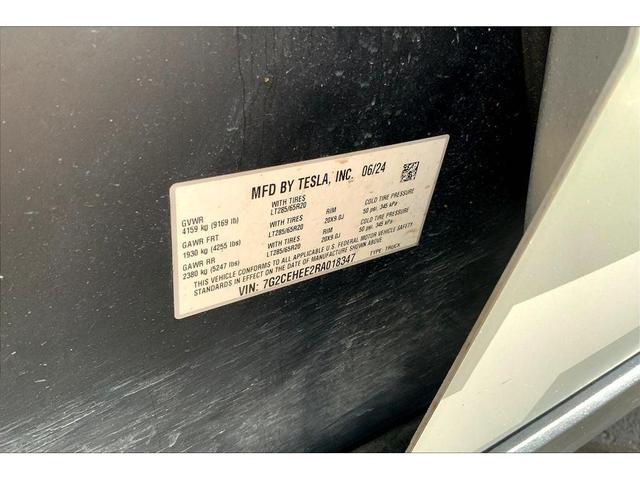 MFD BY TESLA, INC. 06/24
GVWR WITH TIRES RIM COLD TIRE PRESSURE
4159 kg (9169 lb) LT285/65R20 20X9.0J 50 psi, 345 kPa
GAWR FRT WITH TIRES RIM COLD TIRE PRESSURE
1930 kg (4255 lbs) LT285/65R20 20X9.0J 50 psi, 345 kPa
GAWR RR WITH TIRES
2380 kg (5247 lbs) LT285/65R20
THIS VEHICLE CONFORMS TO ALL APPLICABLE U.S. FEDERAL MOTOR VEHICLE SAFETY
STANDARDS IN EFFECT ON THE DATE OF MANUFACTURE SHOWN ABOVE
VIN: 7G2CEHEE2RA018347 TYPE: TRUCK